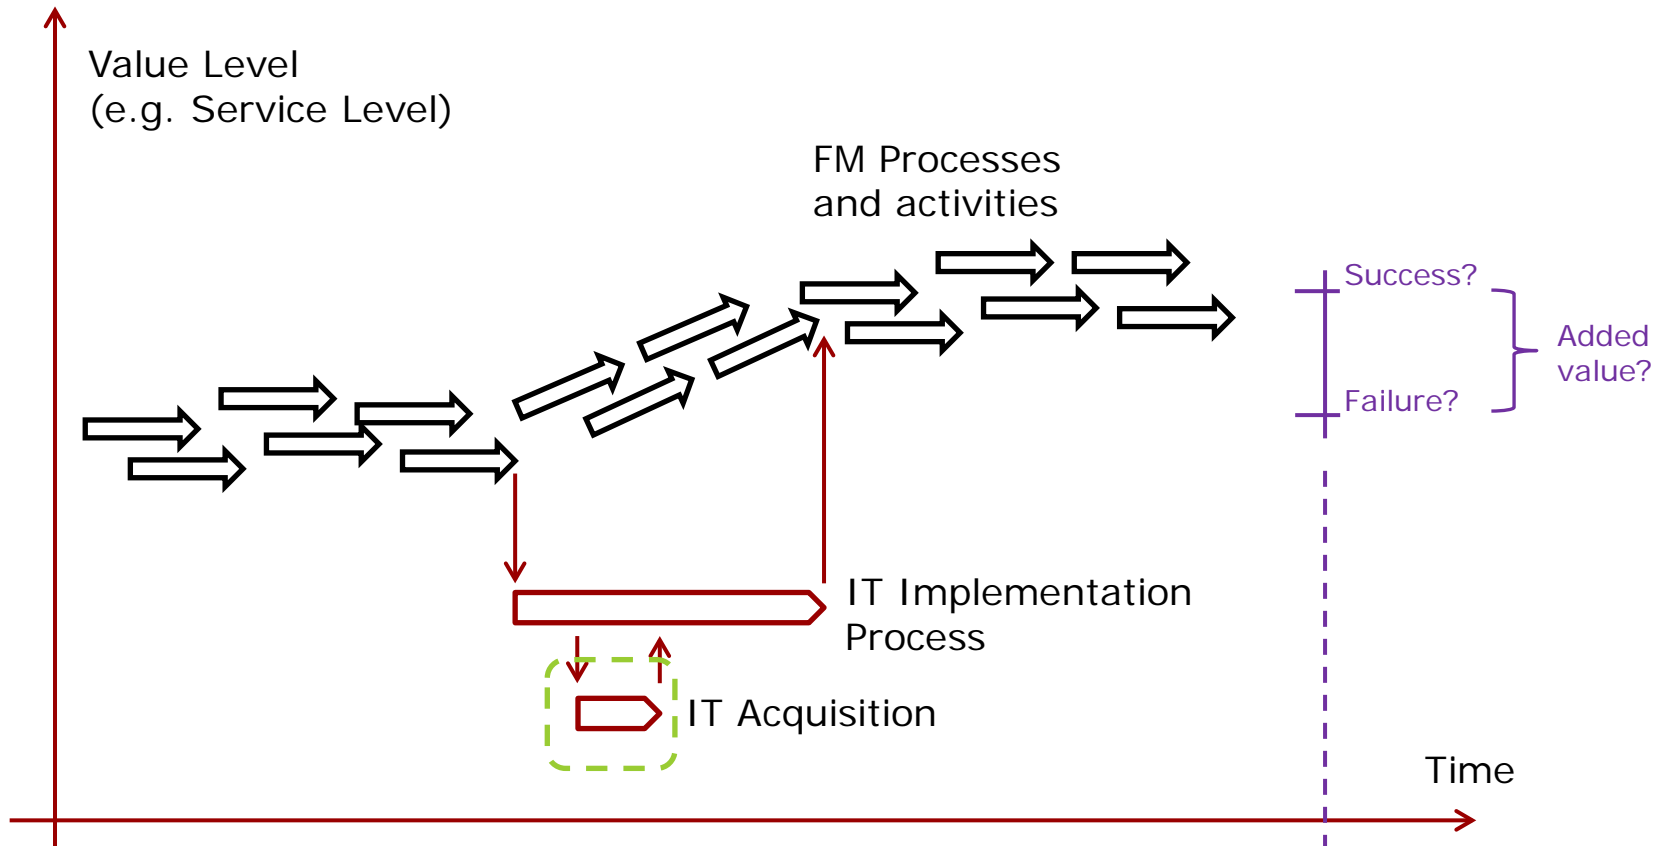 Value Level
(e.g. Service Level)
FM Processes
and activities
Success?
Added
value?
Failure?
IT Implementation
Process
IT Acquisition
Time